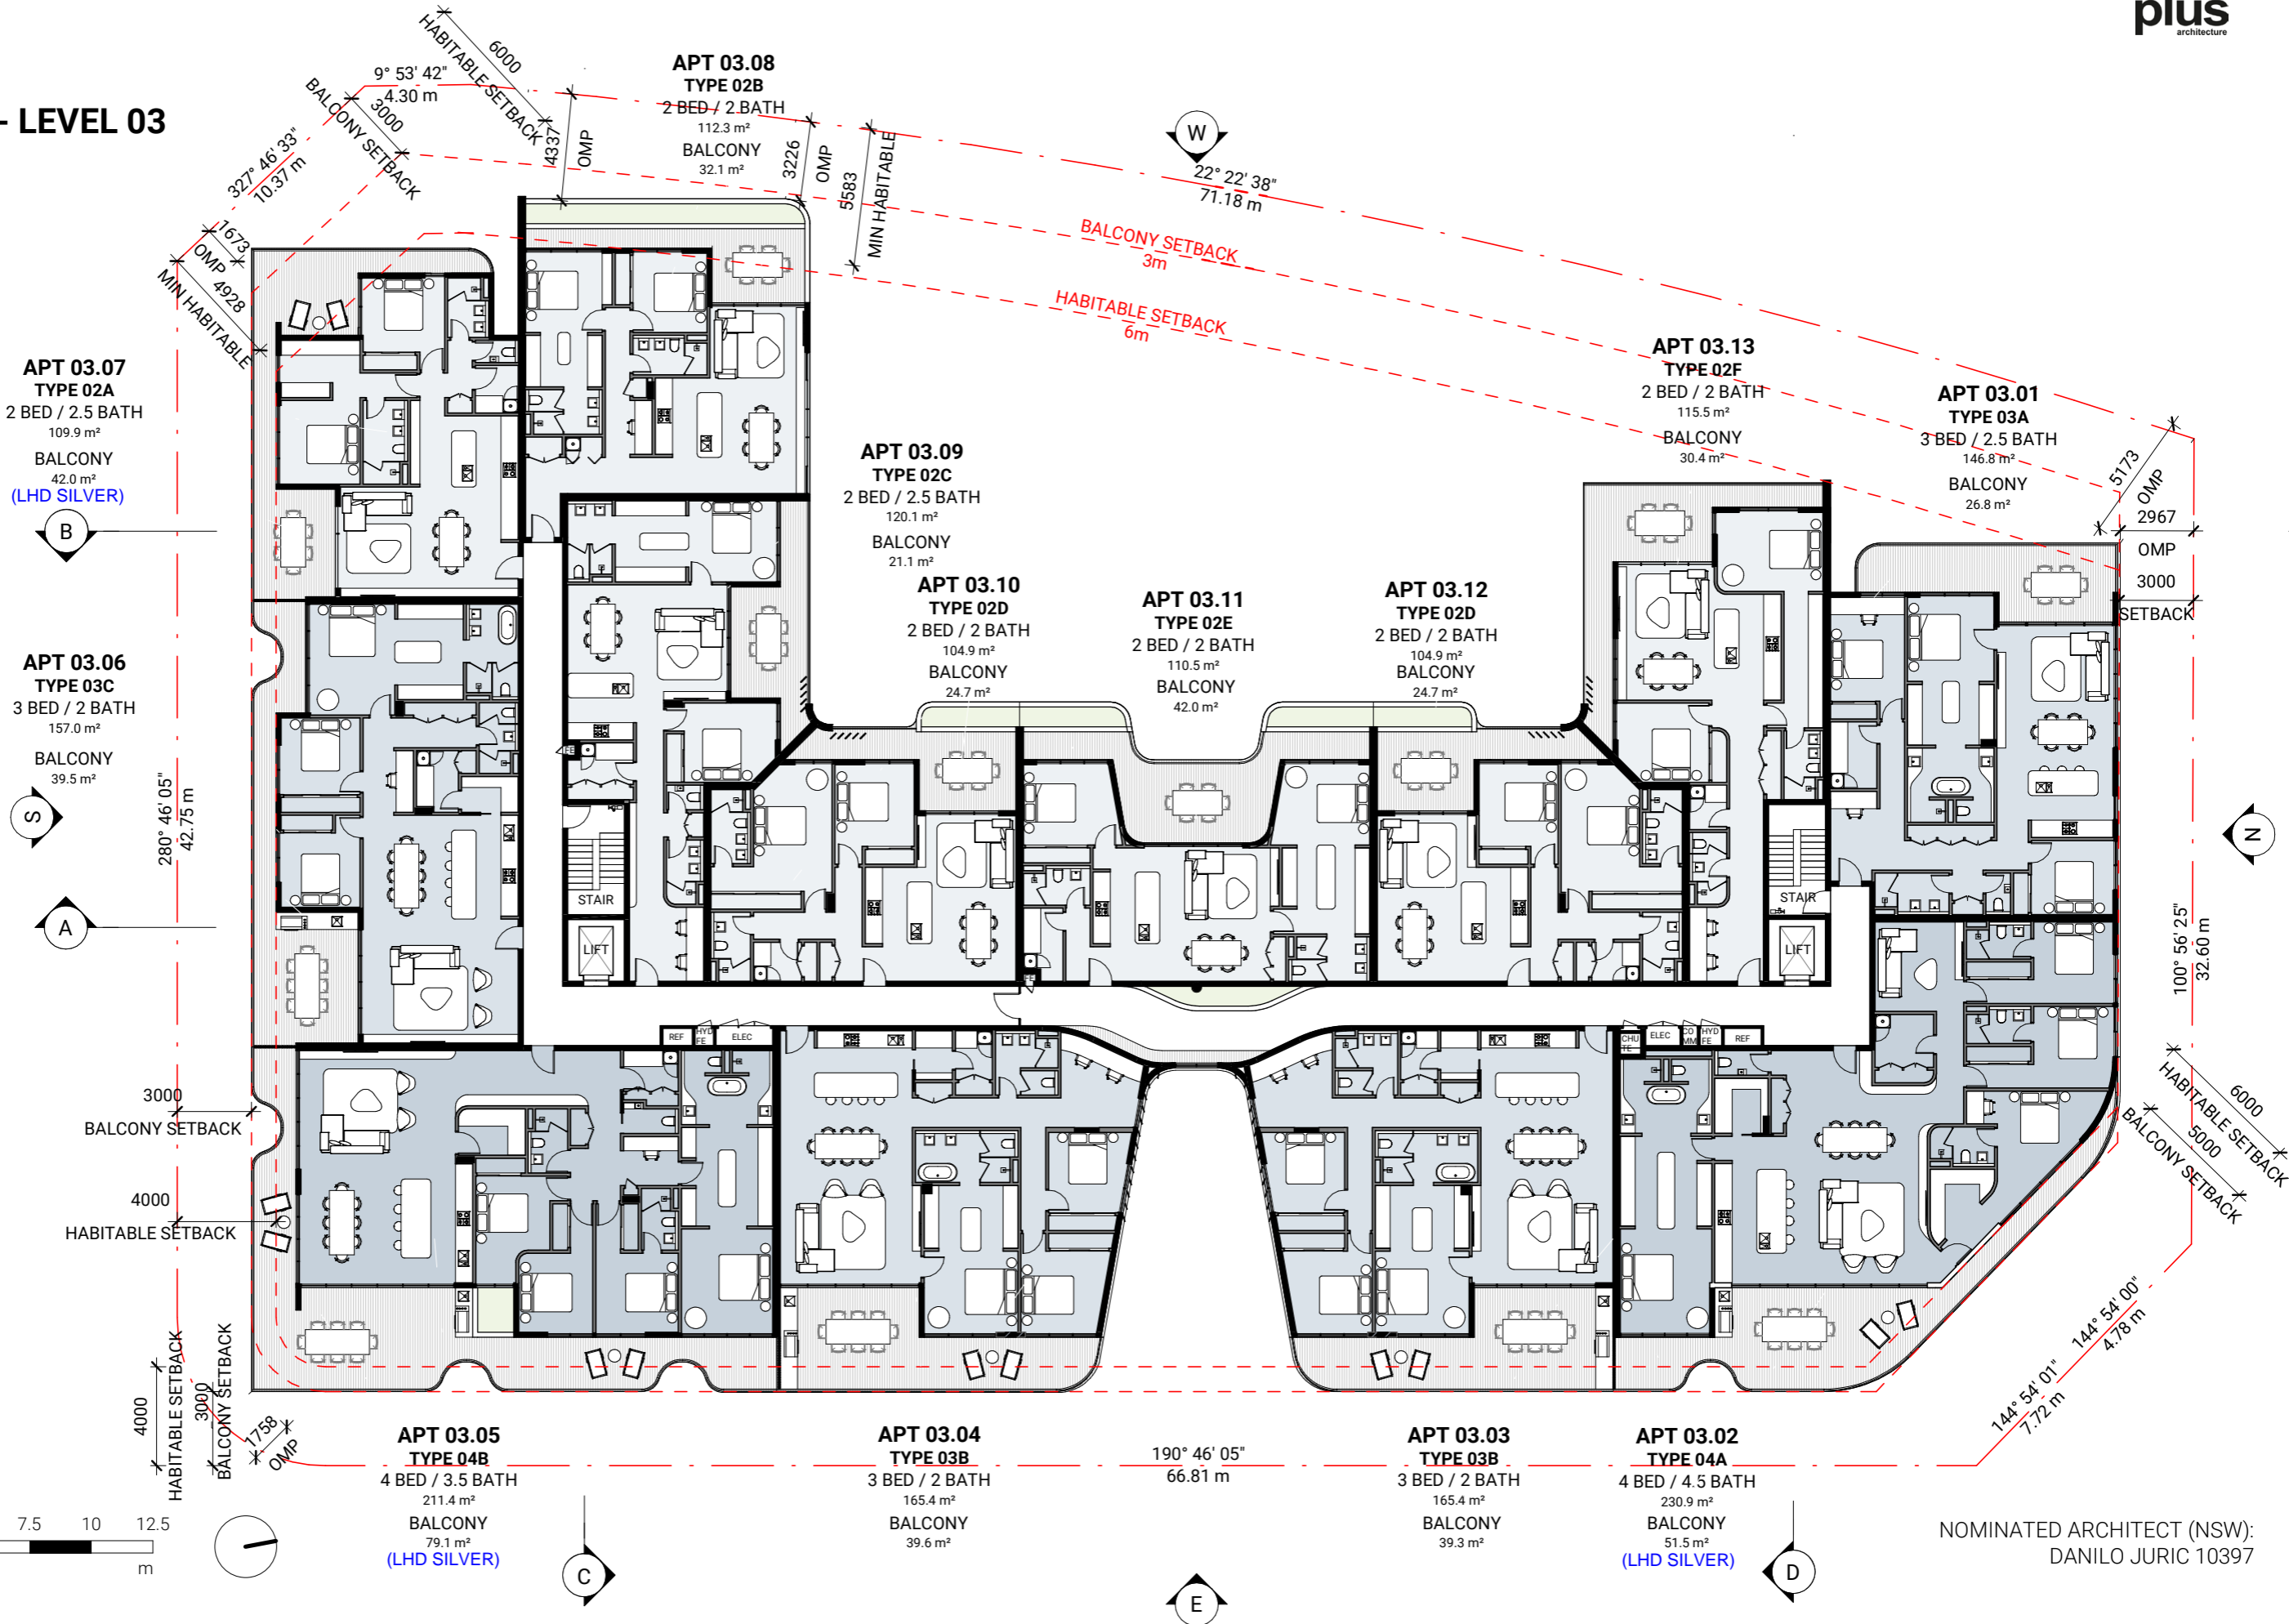 plus
architecture
- LEVEL 03
6000
HABITABLE SETBACK
9° 53' 42"
4.30 m
3000
BALCONY SETBACK
327° 46' 33"
10.37 m
1673
OMP
4928
MIN HABITABLE
4337
OMP
APT 03.08
TYPE 02B
2 BED / 2 BATH
112.3 m²
BALCONY
32.1 m²
3226
OMP
5583
MIN HABITABLE
W
22° 22' 38"
71.18 m
BALCONY SETBACK
3m
HABITABLE SETBACK
6m
APT 03.13
TYPE 02F
2 BED / 2 BATH
115.5 m²
BALCONY
30.4 m²
APT 03.01
TYPE 03A
3 BED / 2.5 BATH
146.8 m²
BALCONY
26.8 m²
5173
OMP
2967
OMP
3000
SETBACK
APT 03.07
TYPE 02A
2 BED / 2.5 BATH
109.9 m²
BALCONY
42.0 m²
(LHD SILVER)
B
APT 03.09
TYPE 02C
2 BED / 2.5 BATH
120.1 m²
BALCONY
21.1 m²
APT 03.10
TYPE 02D
2 BED / 2 BATH
104.9 m²
BALCONY
24.7 m²
APT 03.11
TYPE 02E
2 BED / 2 BATH
110.5 m²
BALCONY
42.0 m²
APT 03.12
TYPE 02D
2 BED / 2 BATH
104.9 m²
BALCONY
24.7 m²
APT 03.06
TYPE 03C
3 BED / 2 BATH
157.0 m²
BALCONY
39.5 m²
S
280° 46' 05"
42.75 m
A
N
100° 56' 25"
32.60 m
FE
STAIR
LIFT
STAIR
LIFT
FE
REF
HYD
FE
ELEC
CHU
TE
ELEC
CO
MM
HYD
FE
REF
3000
BALCONY SETBACK
4000
HABITABLE SETBACK
6000
HABITABLE SETBACK
5000
BALCONY SETBACK
144° 54' 00"
4.78 m
144° 54' 01"
7.72 m
4000
HABITABLE SETBACK
3000
BALCONY SETBACK
1758
OMP
APT 03.05
TYPE 04B
4 BED / 3.5 BATH
211.4 m²
BALCONY
79.1 m²
(LHD SILVER)
APT 03.04
TYPE 03B
3 BED / 2 BATH
165.4 m²
BALCONY
39.6 m²
190° 46' 05"
66.81 m
APT 03.03
TYPE 03B
3 BED / 2 BATH
165.4 m²
BALCONY
39.3 m²
APT 03.02
TYPE 04A
4 BED / 4.5 BATH
230.9 m²
BALCONY
51.5 m²
(LHD SILVER)
7.5 10 12.5
m
C
E
D
NOMINATED ARCHITECT (NSW):
DANILO JURIC 10397